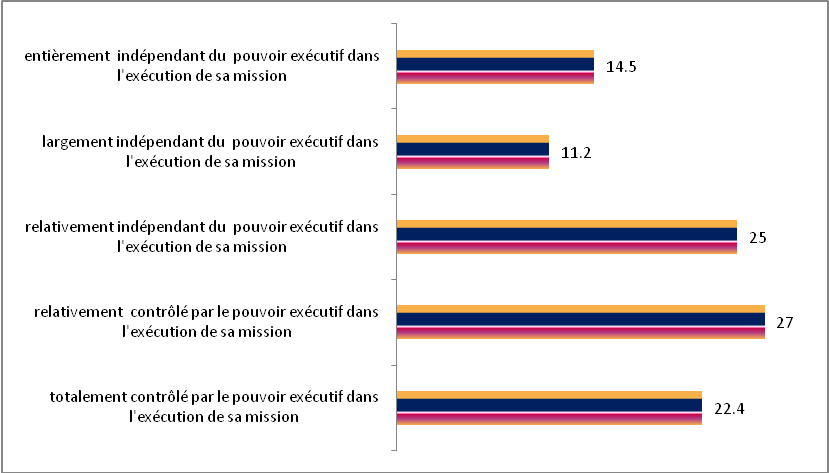 entièrement indépendant du pouvoir exécutif dans
l'exécution de sa mission
14.5
largement indépendant du pouvoir exécutif dans
l'exécution de sa mission
11.2
relativement indépendant du pouvoir exécutif dans
l'exécution de sa mission
25
relativement contrôlé par le pouvoir exécutif dans
l'exécution de sa mission
27
totalement contrôlé par le pouvoir exécutif dans
l'exécution de sa mission
22.4